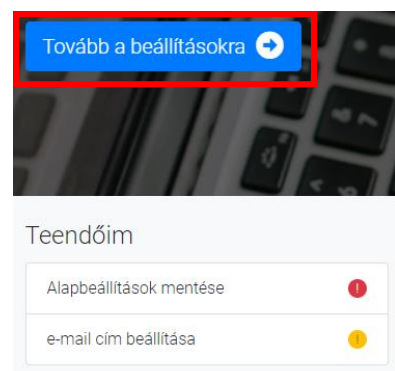 Tovább a beállításokra
Teendőim
Alapbeállítások mentése
e-mail cím beállítása